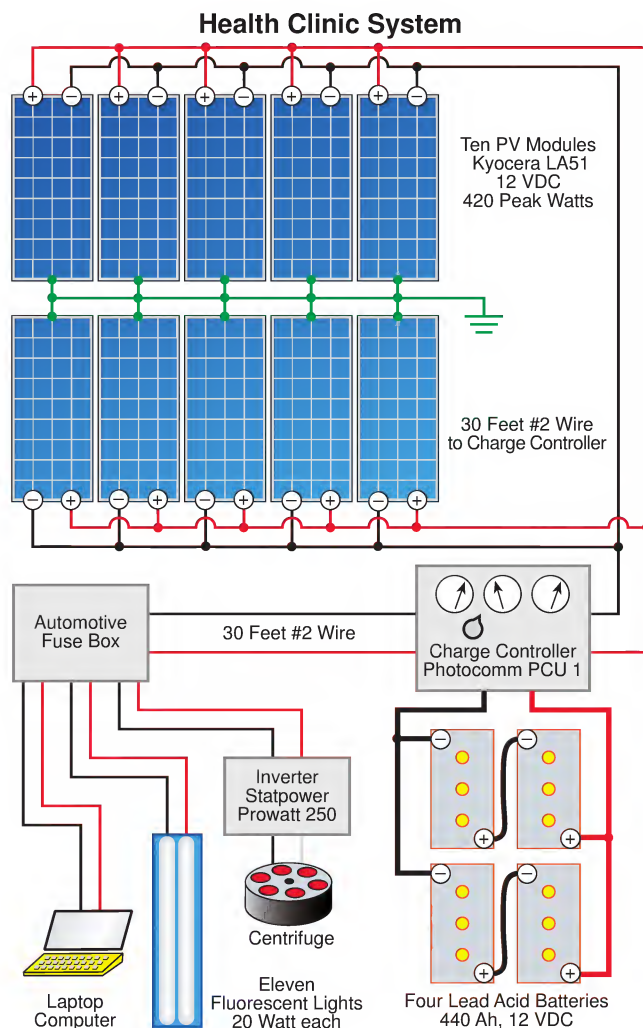 Health Clinic System
Ten PV Modules
Kyocera LA51
12 VDC
420 Peak Watts
30 Feet #2 Wire
to Charge Controller
Automotive
Fuse Box
30 Feet #2 Wire
Charge Controller
Photocomm PCU 1
Inverter
Statpower
Prowatt 250
Centrifuge
Laptop
Computer
Eleven
Fluorescent Lights
20 Watt each
Four Lead Acid Batteries
440 Ah, 12 VDC